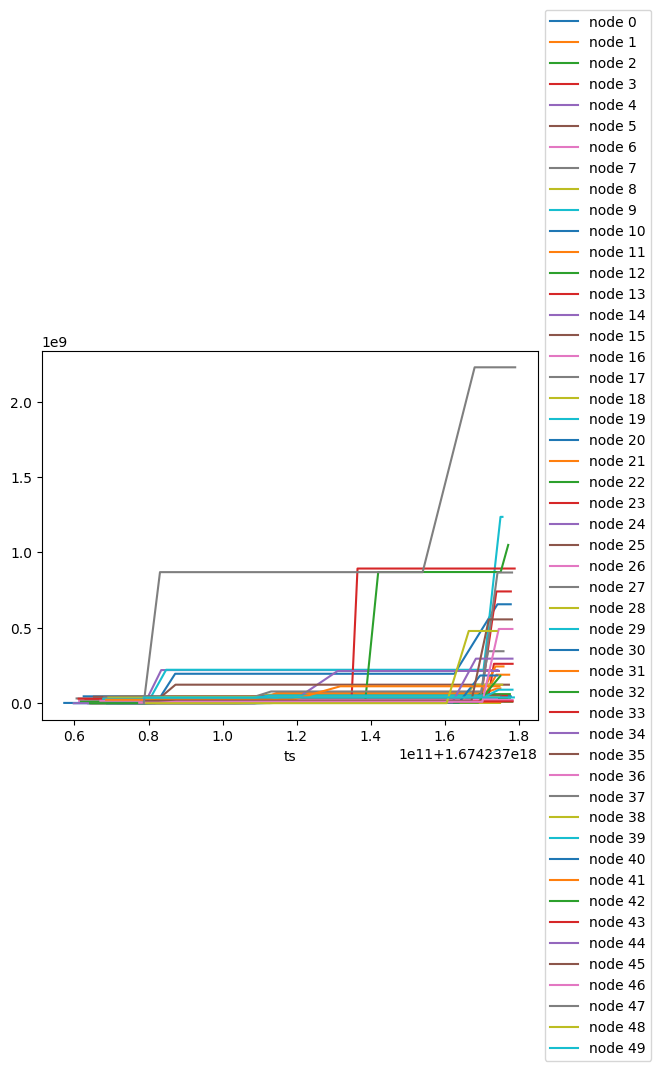 1e9
2.0
1.5
1.0
0.5
0.0
0.6
0.8
1.0
1.2
1.4
1.6
1.8
ts
1e11+1.674237e18
node 0
node 1
node 2
node 3
node 4
node 5
node 6
node 7
node 8
node 9
node 10
node 11
node 12
node 13
node 14
node 15
node 16
node 17
node 18
node 19
node 20
node 21
node 22
node 23
node 24
node 25
node 26
node 27
node 28
node 29
node 30
node 31
node 32
node 33
node 34
node 35
node 36
node 37
node 38
node 39
node 40
node 41
node 42
node 43
node 44
node 45
node 46
node 47
node 48
node 49